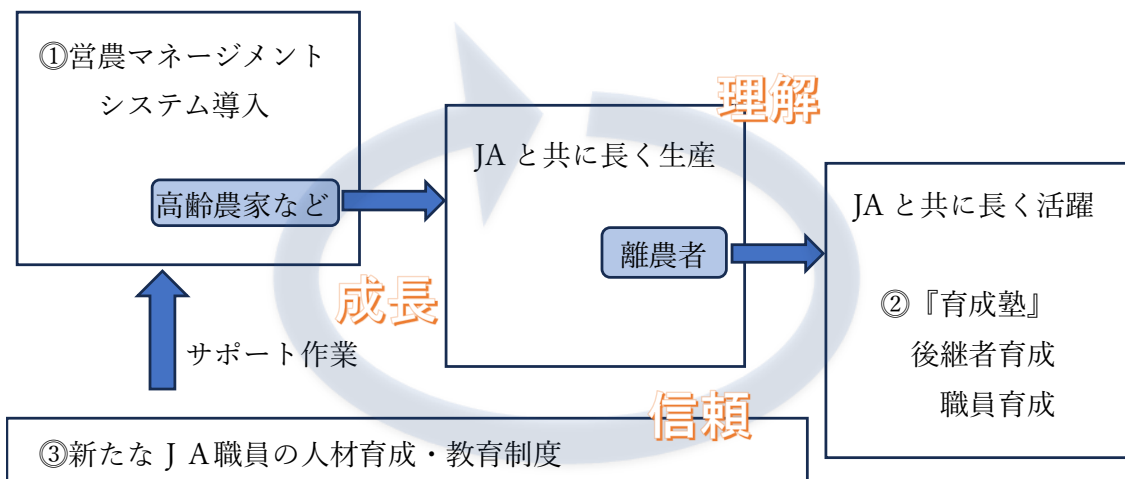 ①営農マネージメント
システム導入
高齢農家など
JA と共に長く生産
離農者
JA と共に長く活躍
②『育成塾』
後継者育成
職員育成
理解
信頼
成長
サポート作業
③新たなＪＡ職員の人材育成・教育制度